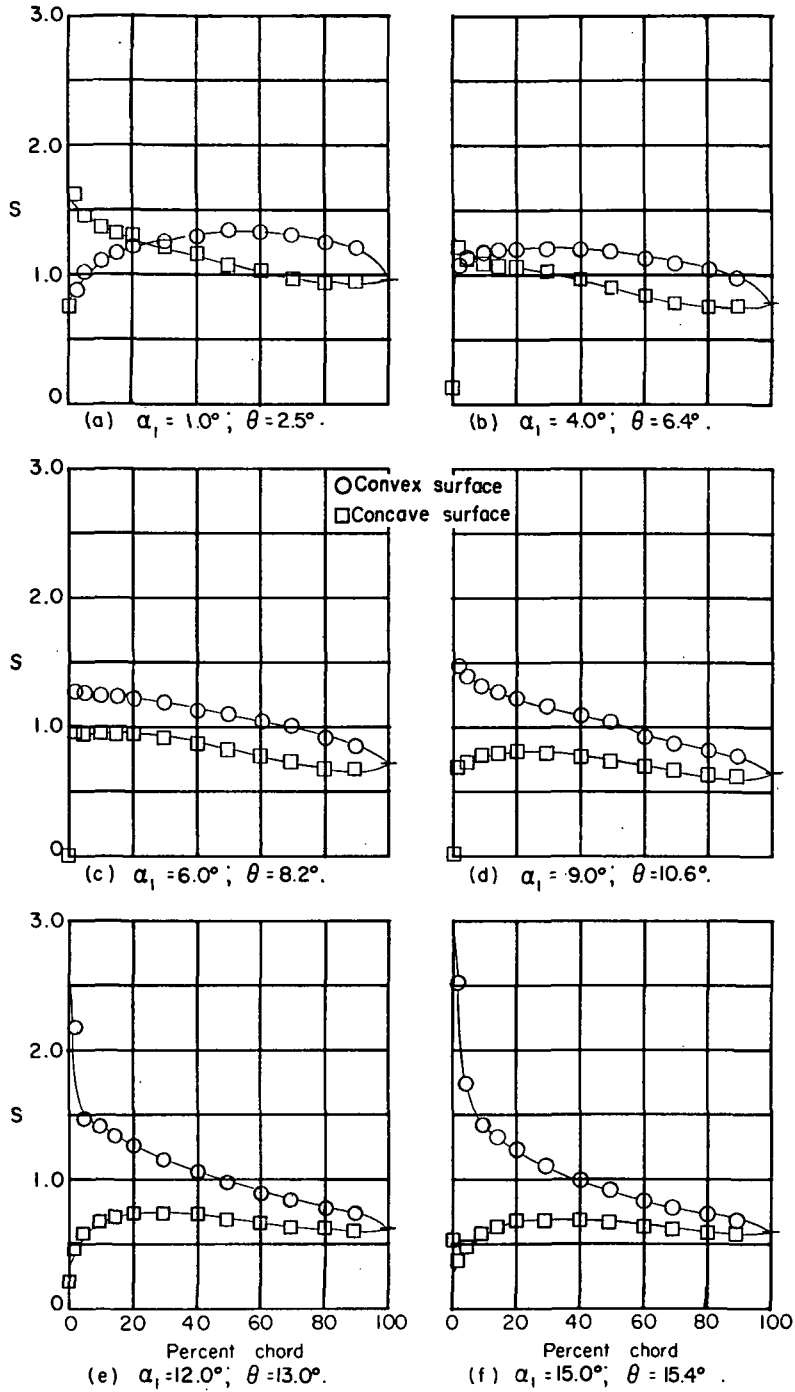 3.0
2.0
S
1.0
0
(a) α₁ = 1.0°; θ = 2.5°.
(b) α₁ = 4.0°; θ = 6.4°.
3.0
Convex surface
Concave surface
2.0
S
1.0
0
(c) α₁ = 6.0°; θ = 8.2°.
(d) α₁ = 9.0°; θ = 10.6°.
3.0
2.0
S
1.0
0
0 20 40 60 80 100
0 20 40 60 80 100
Percent chord
Percent chord
(e) α₁ = 12.0°; θ = 13.0°.
(f) α₁ = 15.0°; θ = 15.4°